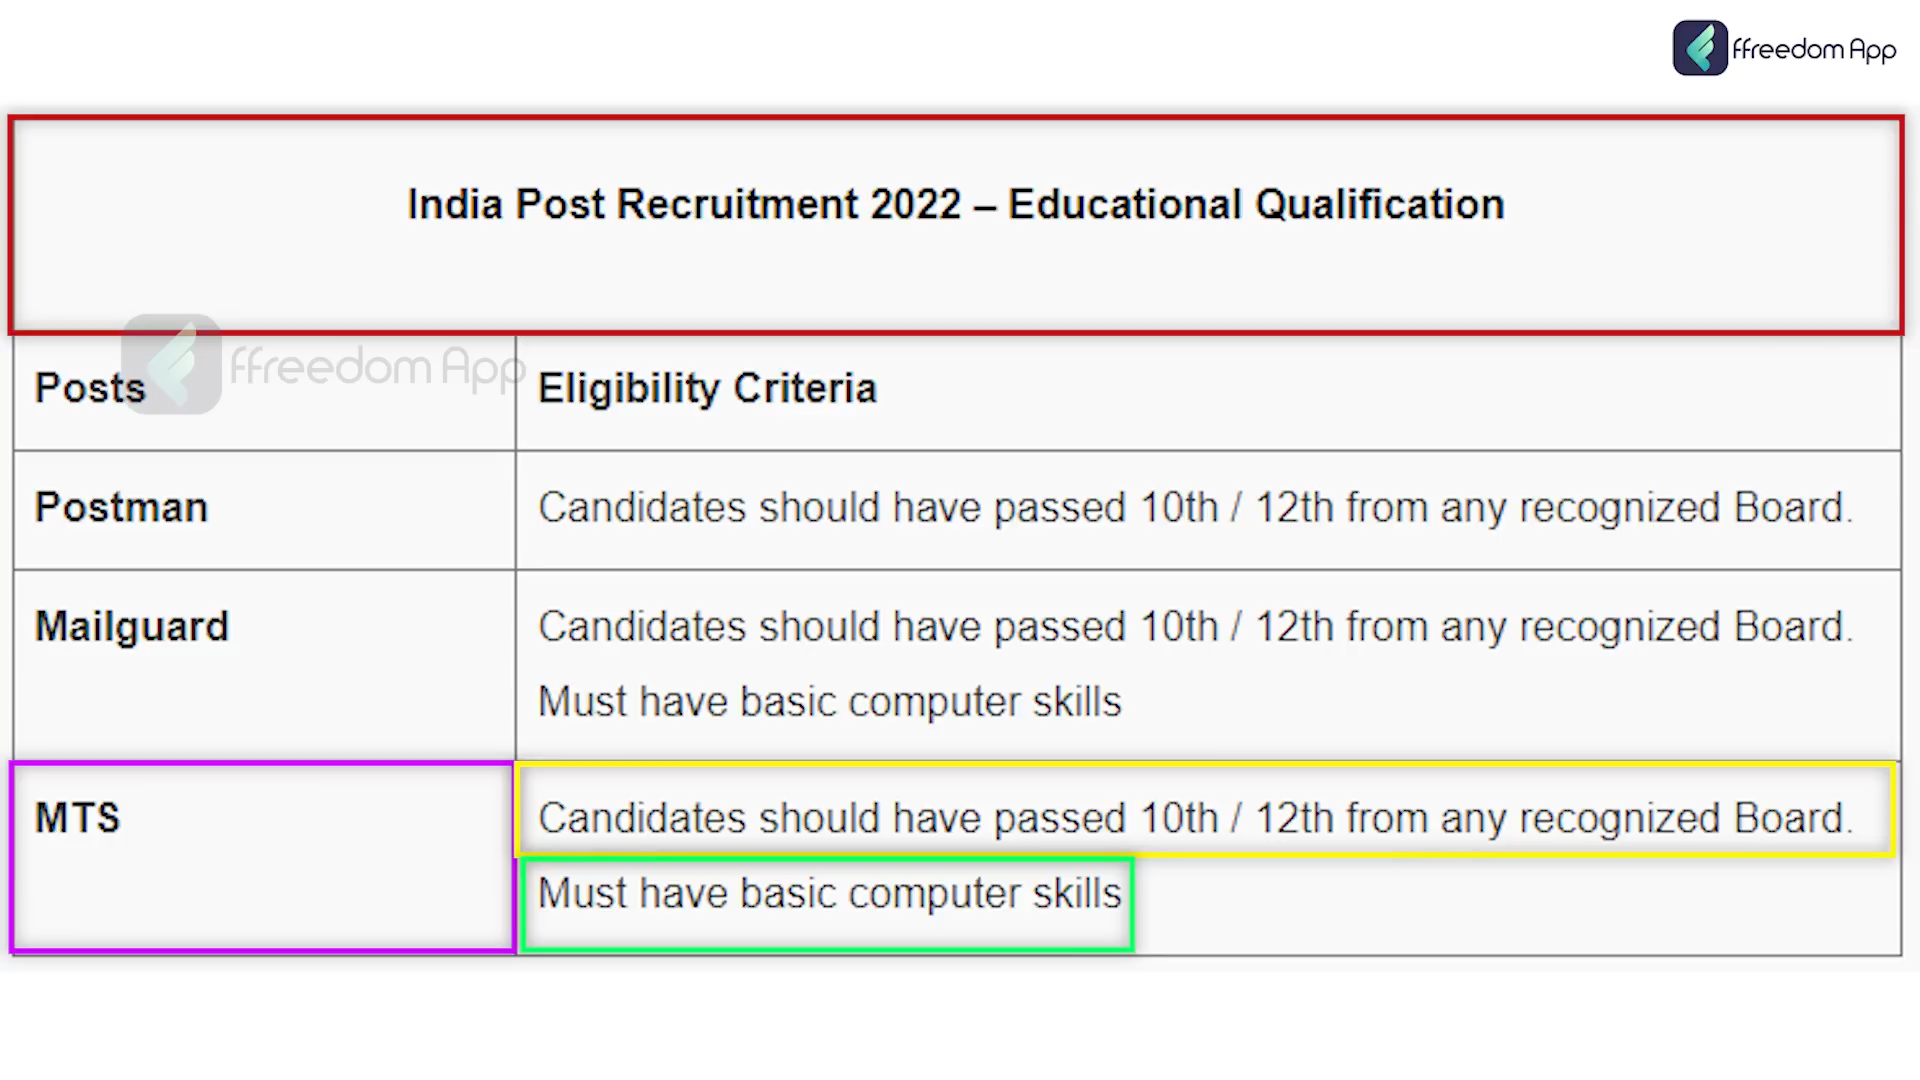 ffreedom App
India Post Recruitment 2022 – Educational Qualification
ffreedom App
Posts
Eligibility Criteria
Postman
Candidates should have passed 10th / 12th from any recognized Board.
Mailguard
Candidates should have passed 10th / 12th from any recognized Board.
Must have basic computer skills
MTS
Candidates should have passed 10th / 12th from any recognized Board.
Must have basic computer skills